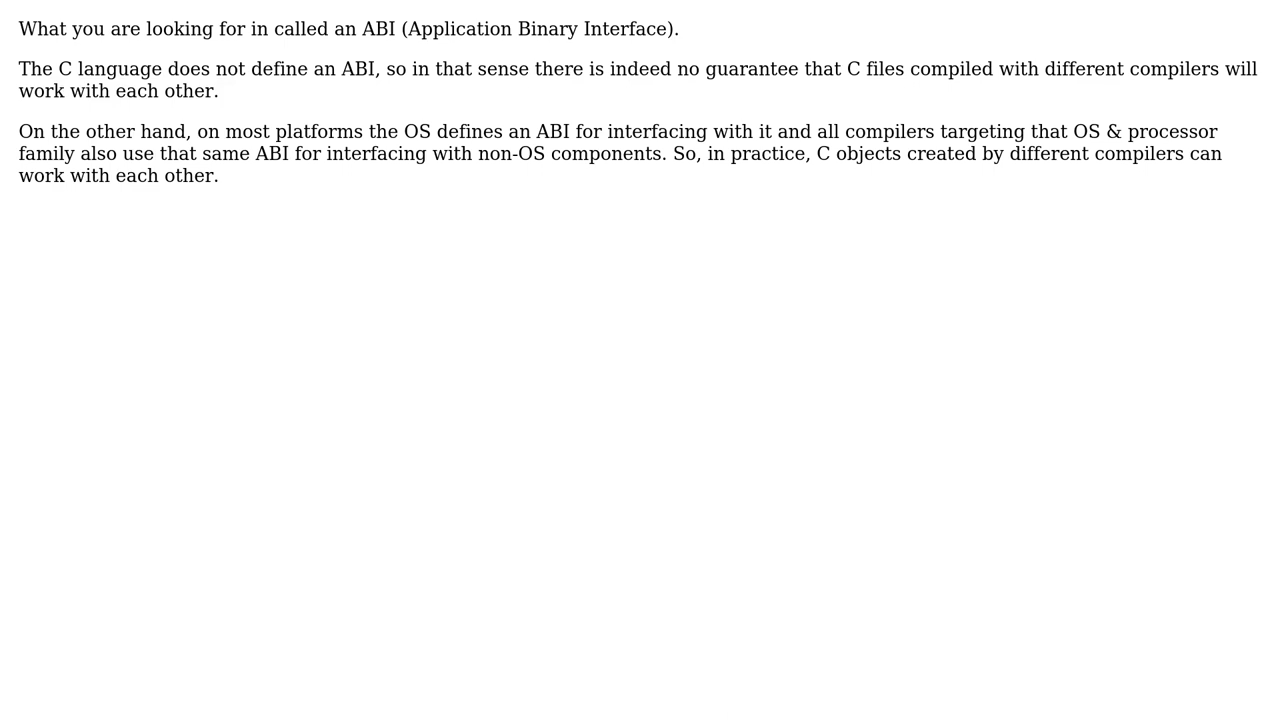 What you are looking for in called an ABI (Application Binary Interface).
The C language does not define an ABI, so in that sense there is indeed no guarantee that C files compiled with different compilers will
work with each other.
On the other hand, on most platforms the OS defines an ABI for interfacing with it and all compilers targeting that OS & processor
family also use that same ABI for interfacing with non-OS components. So, in practice, C objects created by different compilers can
work with each other.